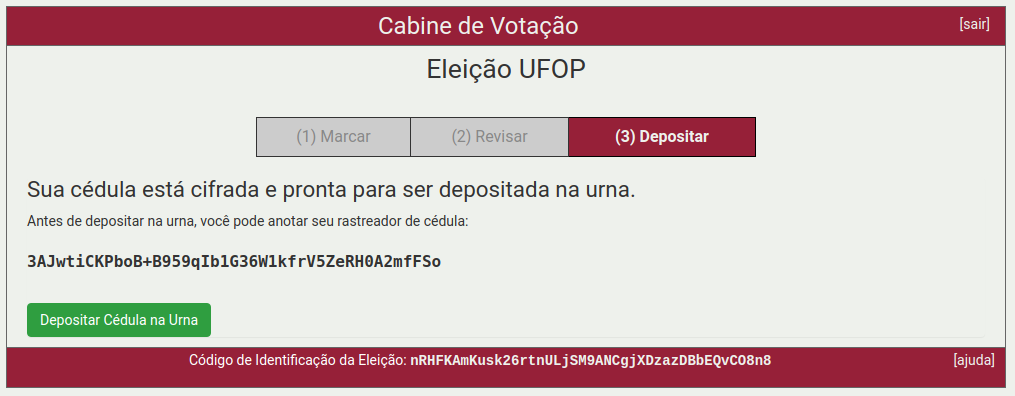 Cabine de Votação
[sair]
Eleição UFOP
(1) Marcar
(2) Revisar
(3) Depositar
Sua cédula está cifrada e pronta para ser depositada na urna.
Antes de depositar na urna, você pode anotar seu rastreador de cédula:
3AJwtiCKPboB+B959qIb1G36W1kfrV5ZeRH0A2mfFSo
Depositar Cédula na Urna
Código de Identificação da Eleição: nRHFKAmKusk26rtnULjSM9ANCgjXDzazDBbEQvCO8n8
[ajuda]